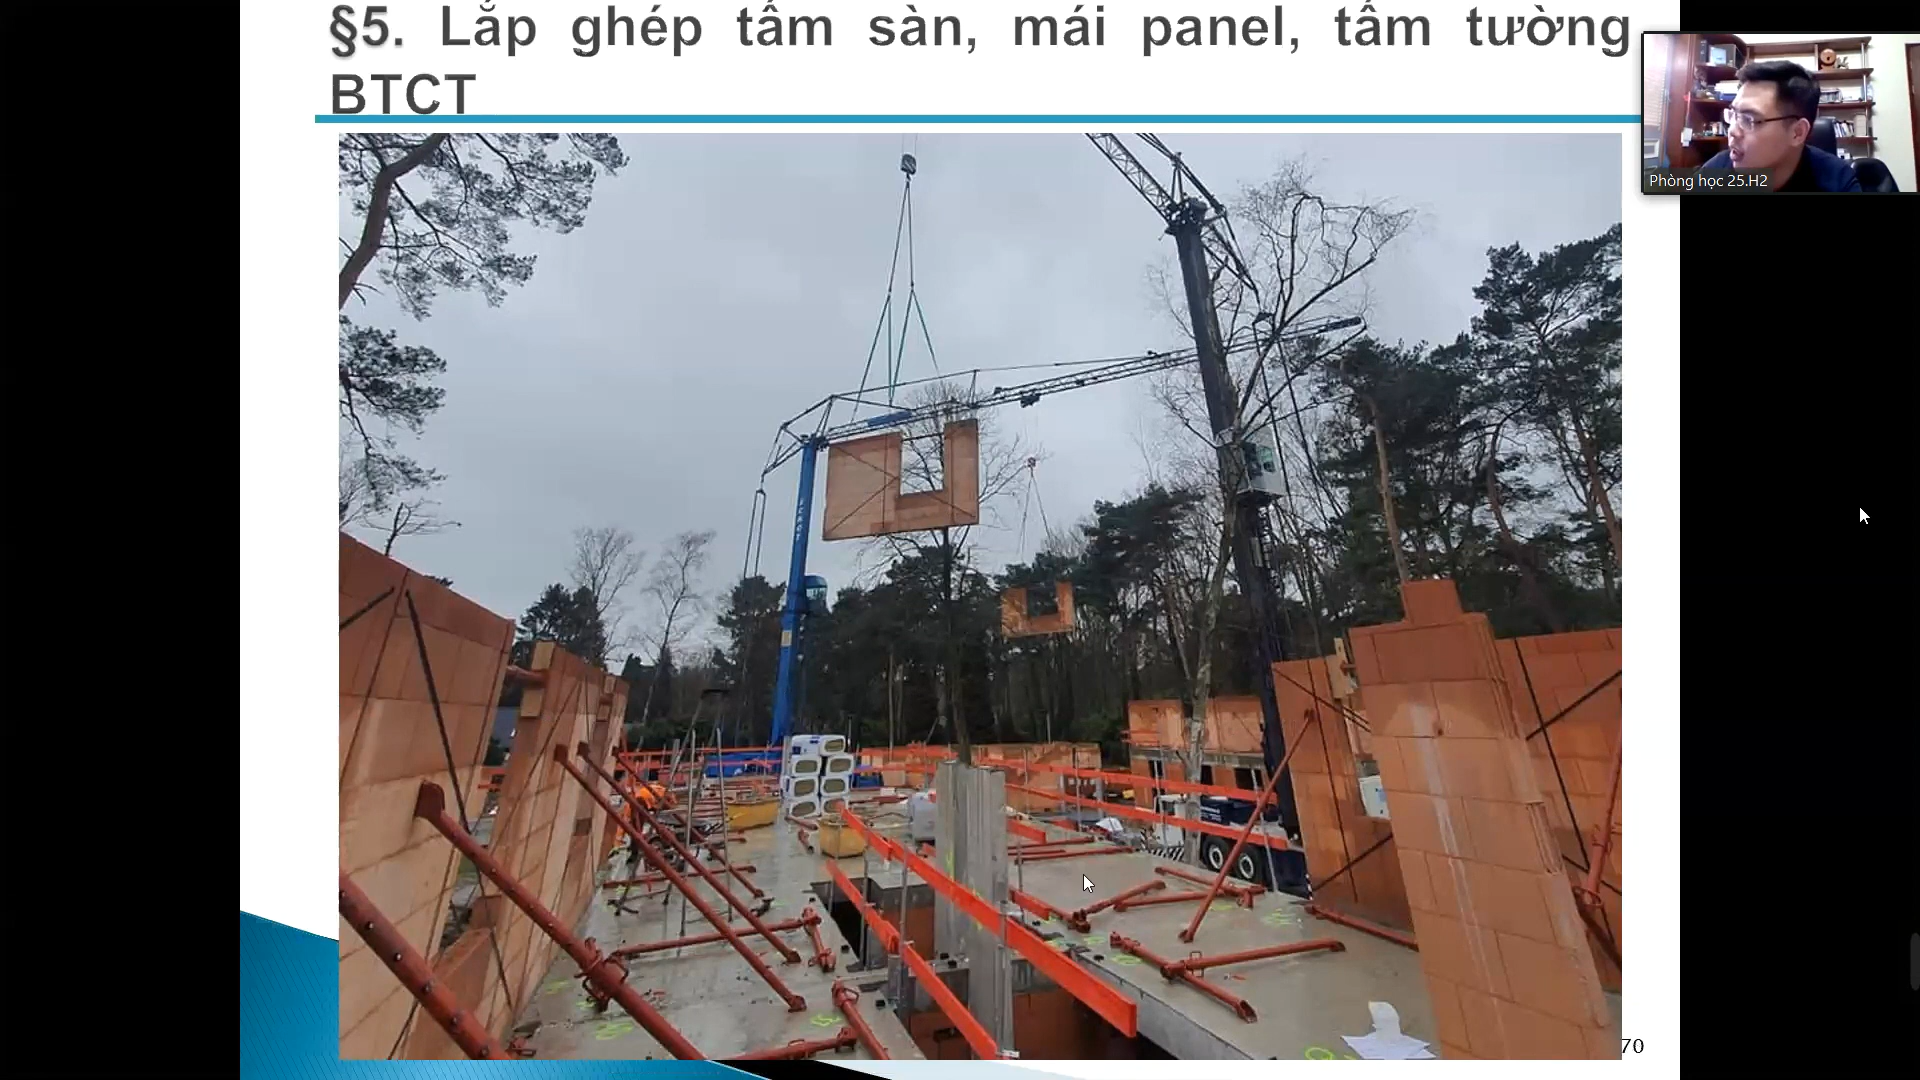 §5. Lắp ghép tấm sàn, mái panel, tấm tường
BTCT
Phòng học 25.H2
70